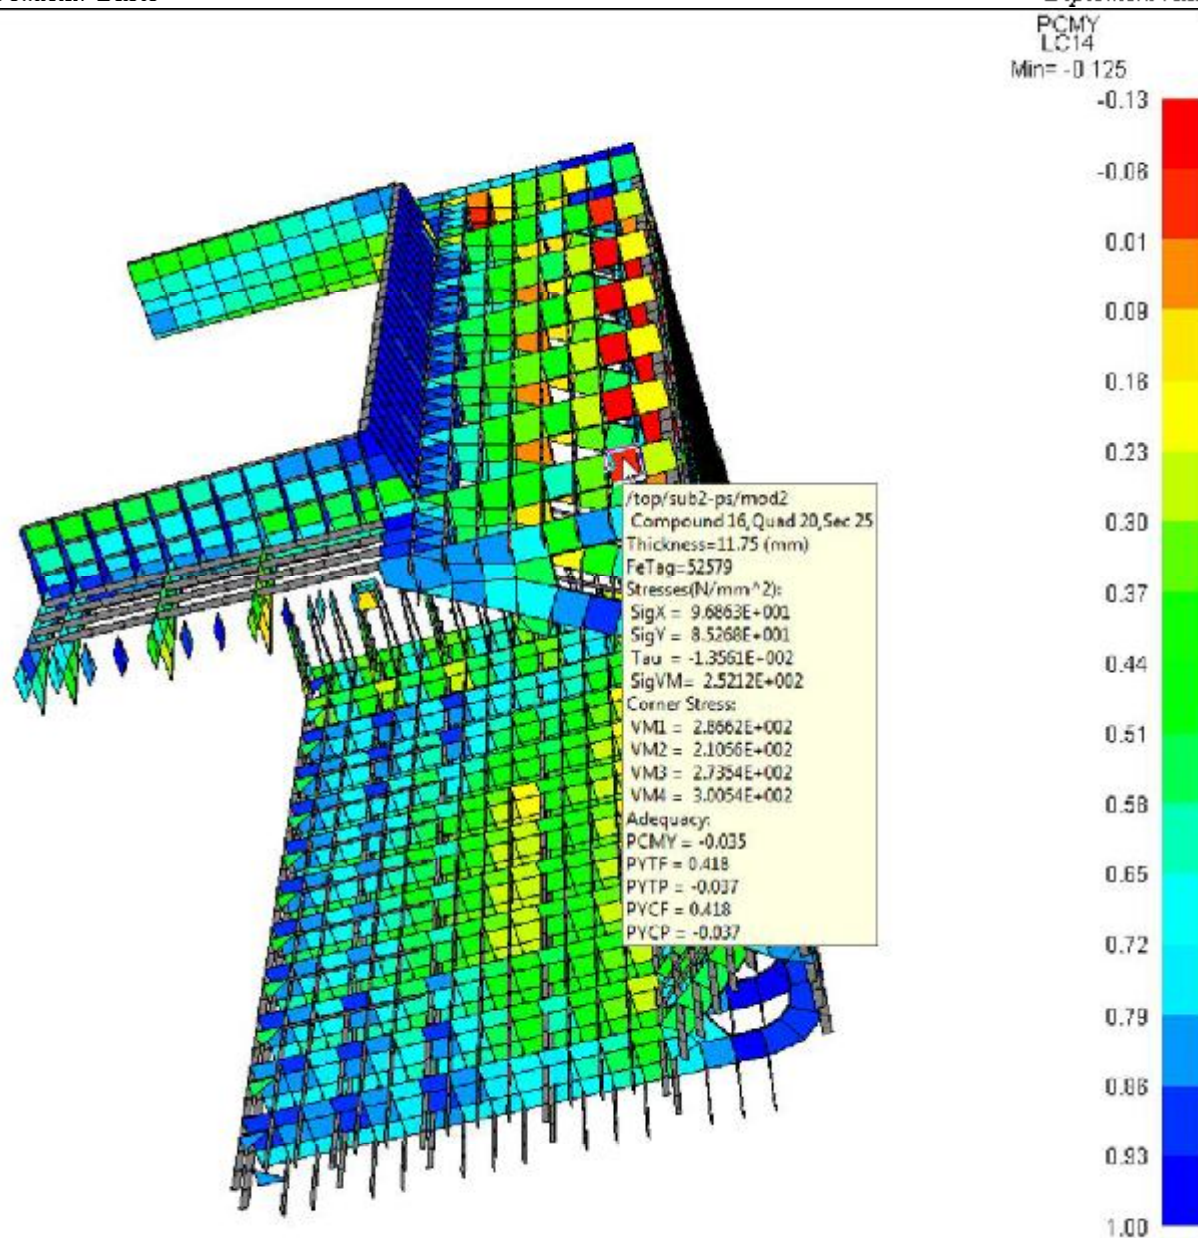 PCMY
LC14
Min= -0.125
-0.13
-0.06
0.01
0.09
0.16
0.23
0.30
0.37
0.44
0.51
0.58
0.65
0.72
0.79
0.86
0.93
1.00
/top/sub2-ps/mod2
Compound 16,Quad 20,Sec 25
Thickness=11.75 (mm)
FeTag=52579
Stresses(N/mm^2):
SigX = 9.6863E+001
SigY = 8.5268E+001
Tau = -1.3561E+002
SigVM= 2.5212E+002
Corner Stress:
VM1 = 2.8662E+002
VM2 = 2.1056E+002
VM3 = 2.7354E+002
VM4 = 3.0054E+002
Adequacy:
PCMY = -0.035
PYTF = 0.418
PYTP = -0.037
PYCF = 0.418
PYCP = -0.037